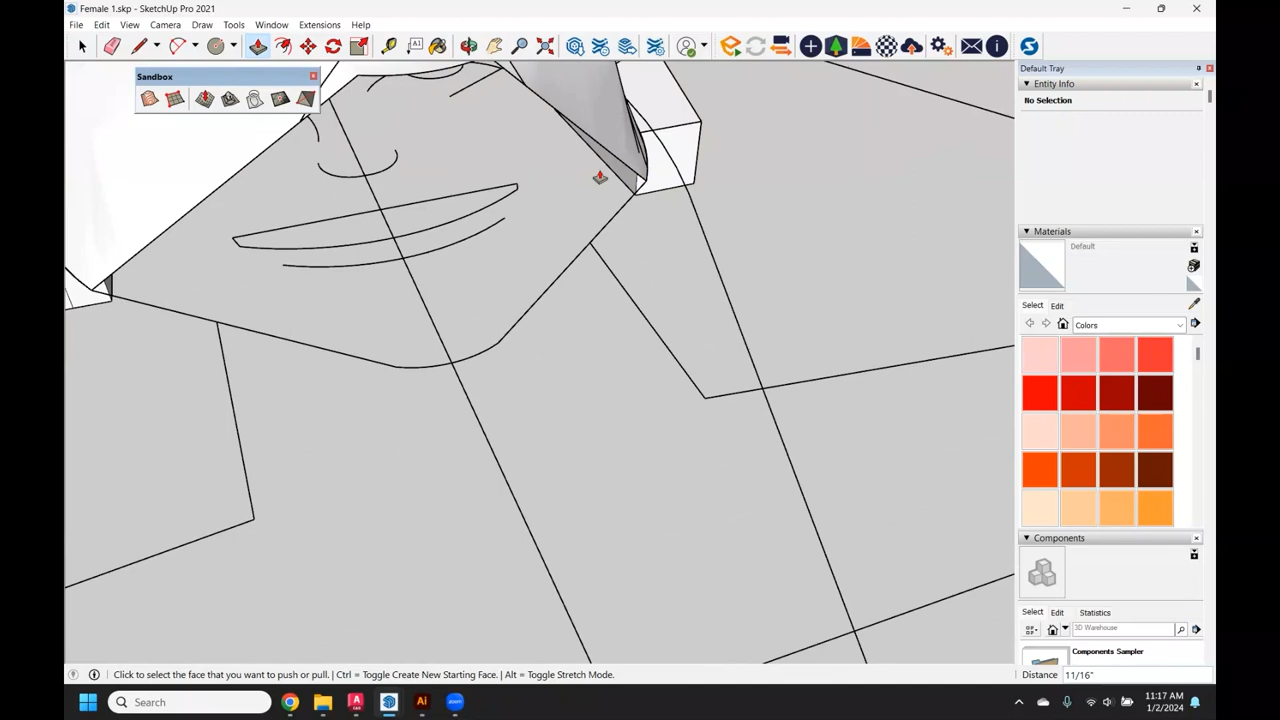 Female 1.skp - SketchUp Pro 2021
File Edit View Camera Draw Tools Window Extensions Help
Sandbox
Default Tray
Entity Info
No Selection
Materials
Default
Select Edit
Colors
Components
Select Edit Statistics
3D Warehouse
Components Sampler
Click to select the face that you want to push or pull. | Ctrl = Toggle Create New Starting Face. | Alt = Toggle Stretch Mode.
Distance 11/16"
Search
11:17 AM
1/2/2024